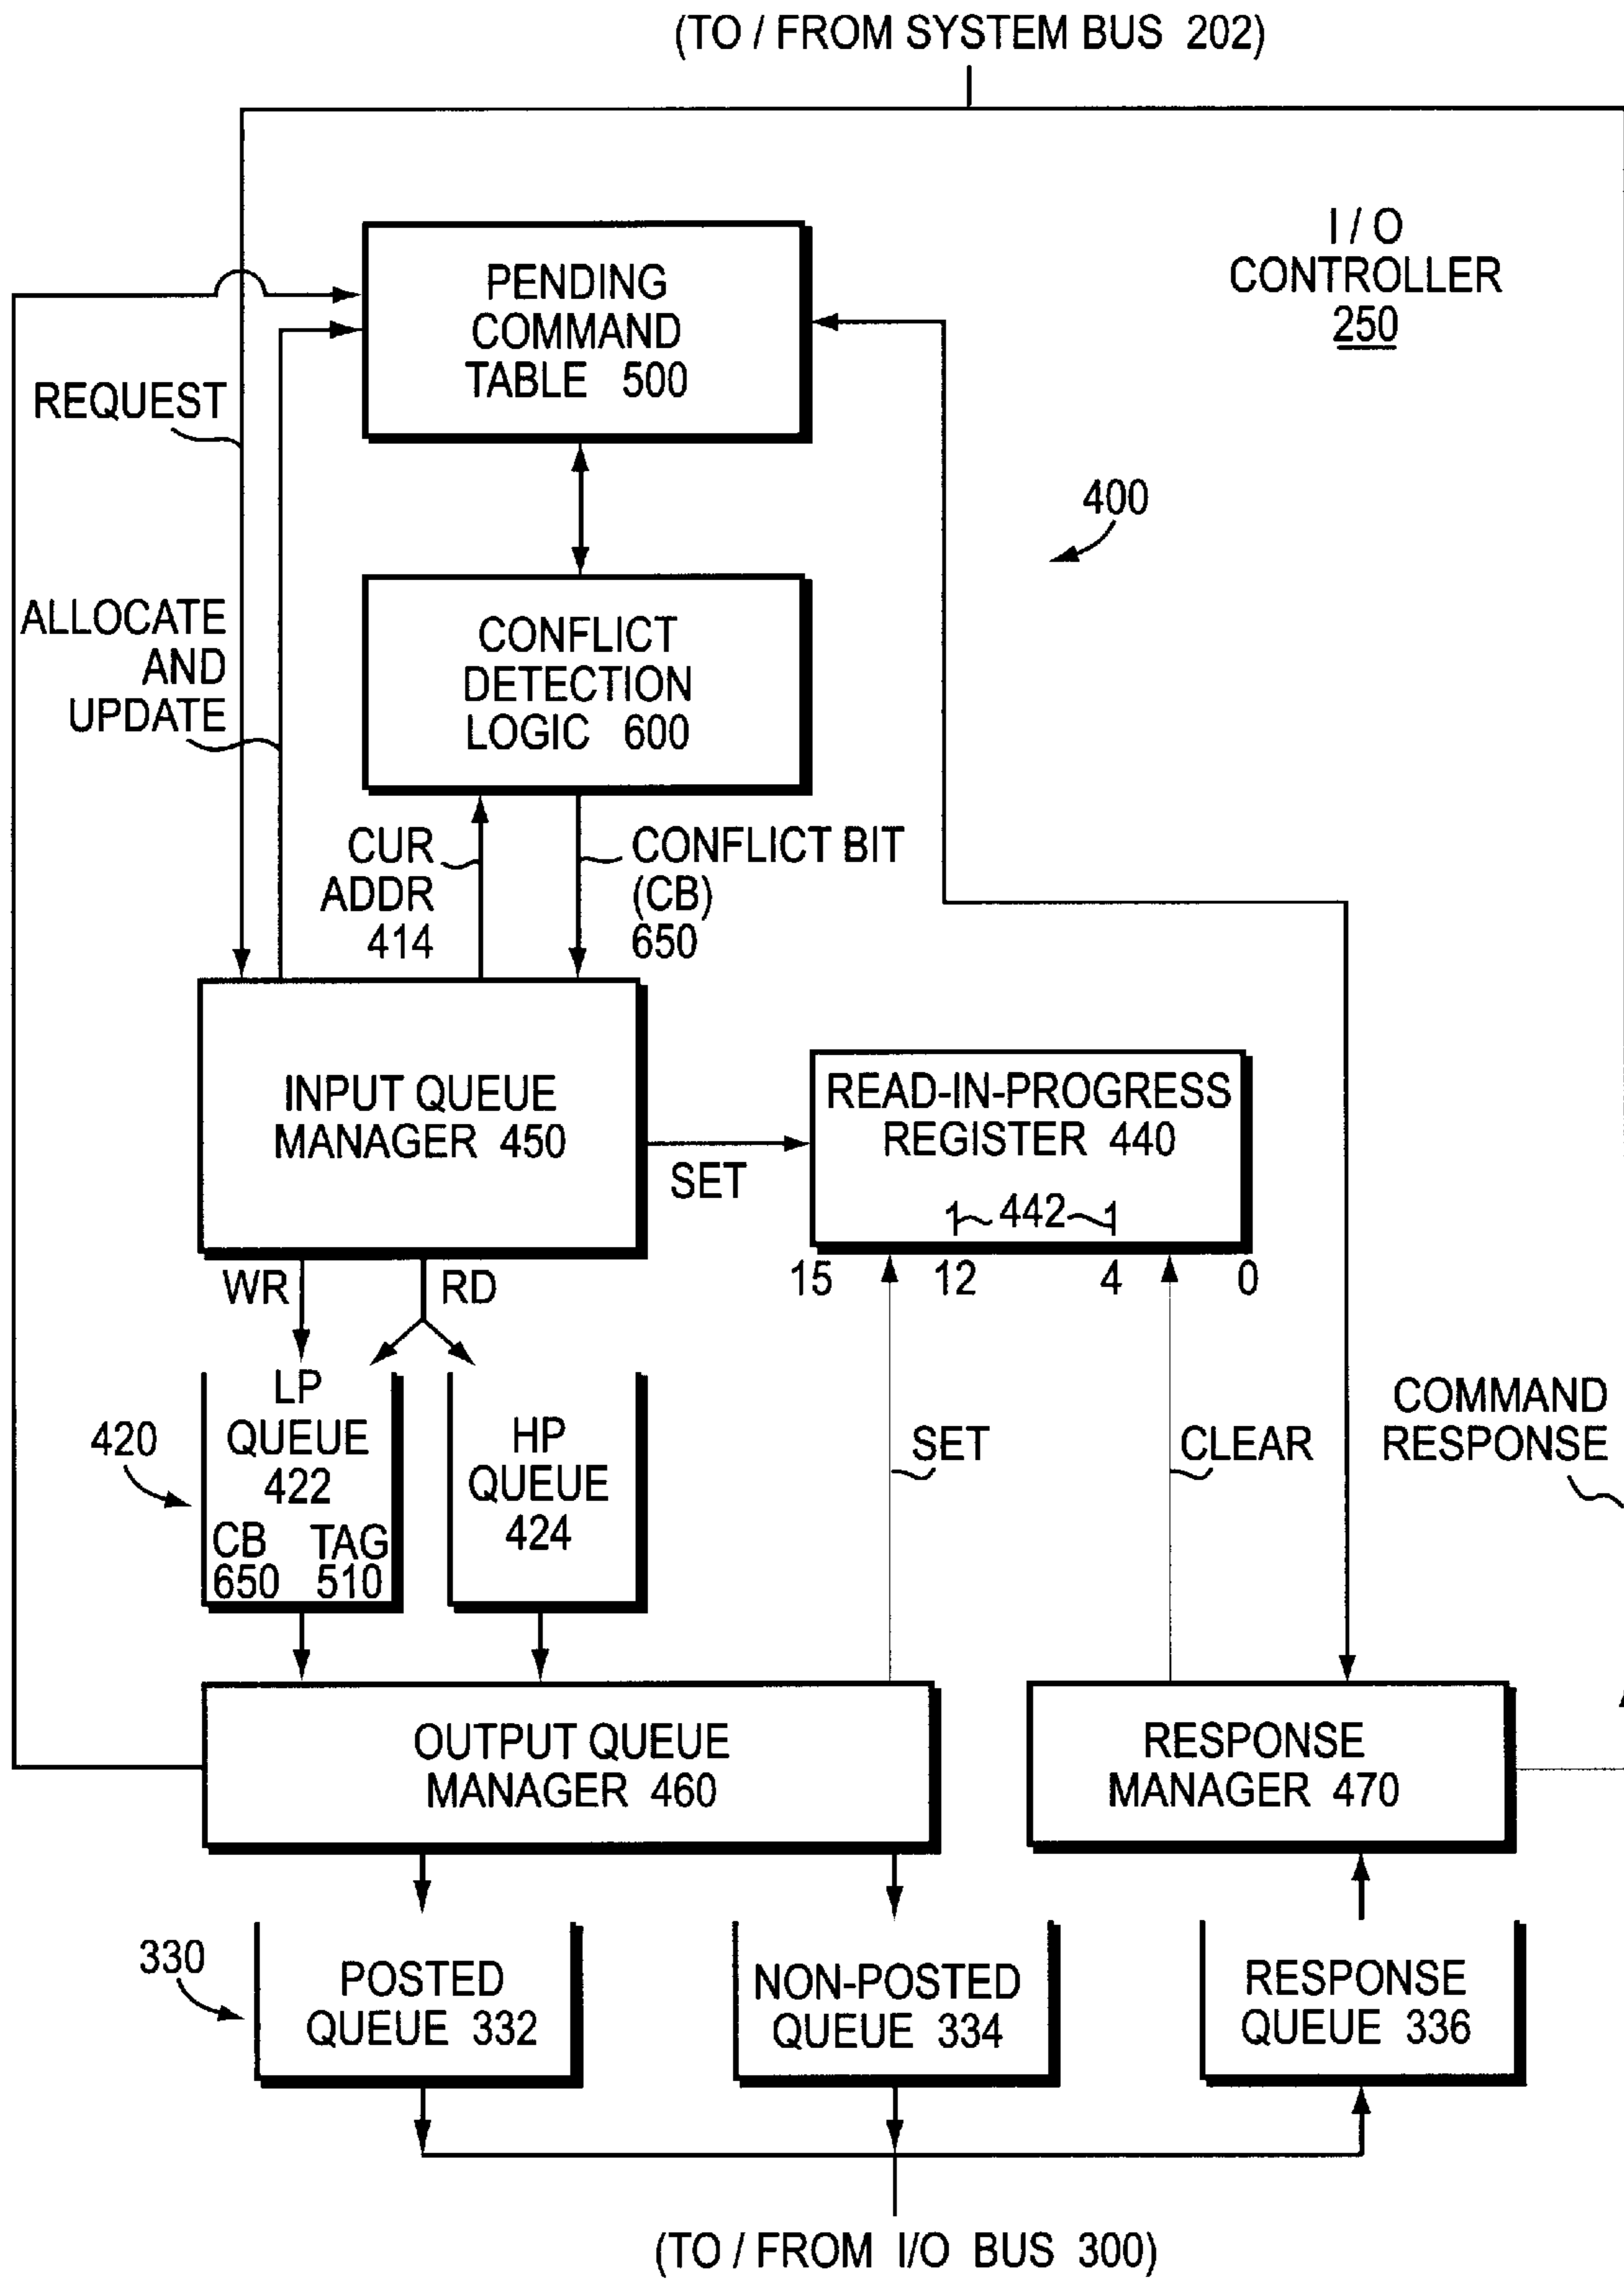 (TO / FROM SYSTEM BUS 202)
I / O
CONTROLLER
250
PENDING
COMMAND
TABLE 500
REQUEST
400
ALLOCATE
AND
UPDATE
CONFLICT
DETECTION
LOGIC 600
CUR
ADDR
414
CONFLICT BIT
(CB)
650
INPUT QUEUE
MANAGER 450
SET
READ-IN-PROGRESS
REGISTER 440
1 442 1
15 12 4 0
WR RD
LP
QUEUE
422
CB TAG
650 510
420
HP
QUEUE
424
SET
CLEAR
COMMAND
RESPONSE
OUTPUT QUEUE
MANAGER 460
RESPONSE
MANAGER 470
330
POSTED
QUEUE 332
NON-POSTED
QUEUE 334
RESPONSE
QUEUE 336
(TO / FROM I/O BUS 300)